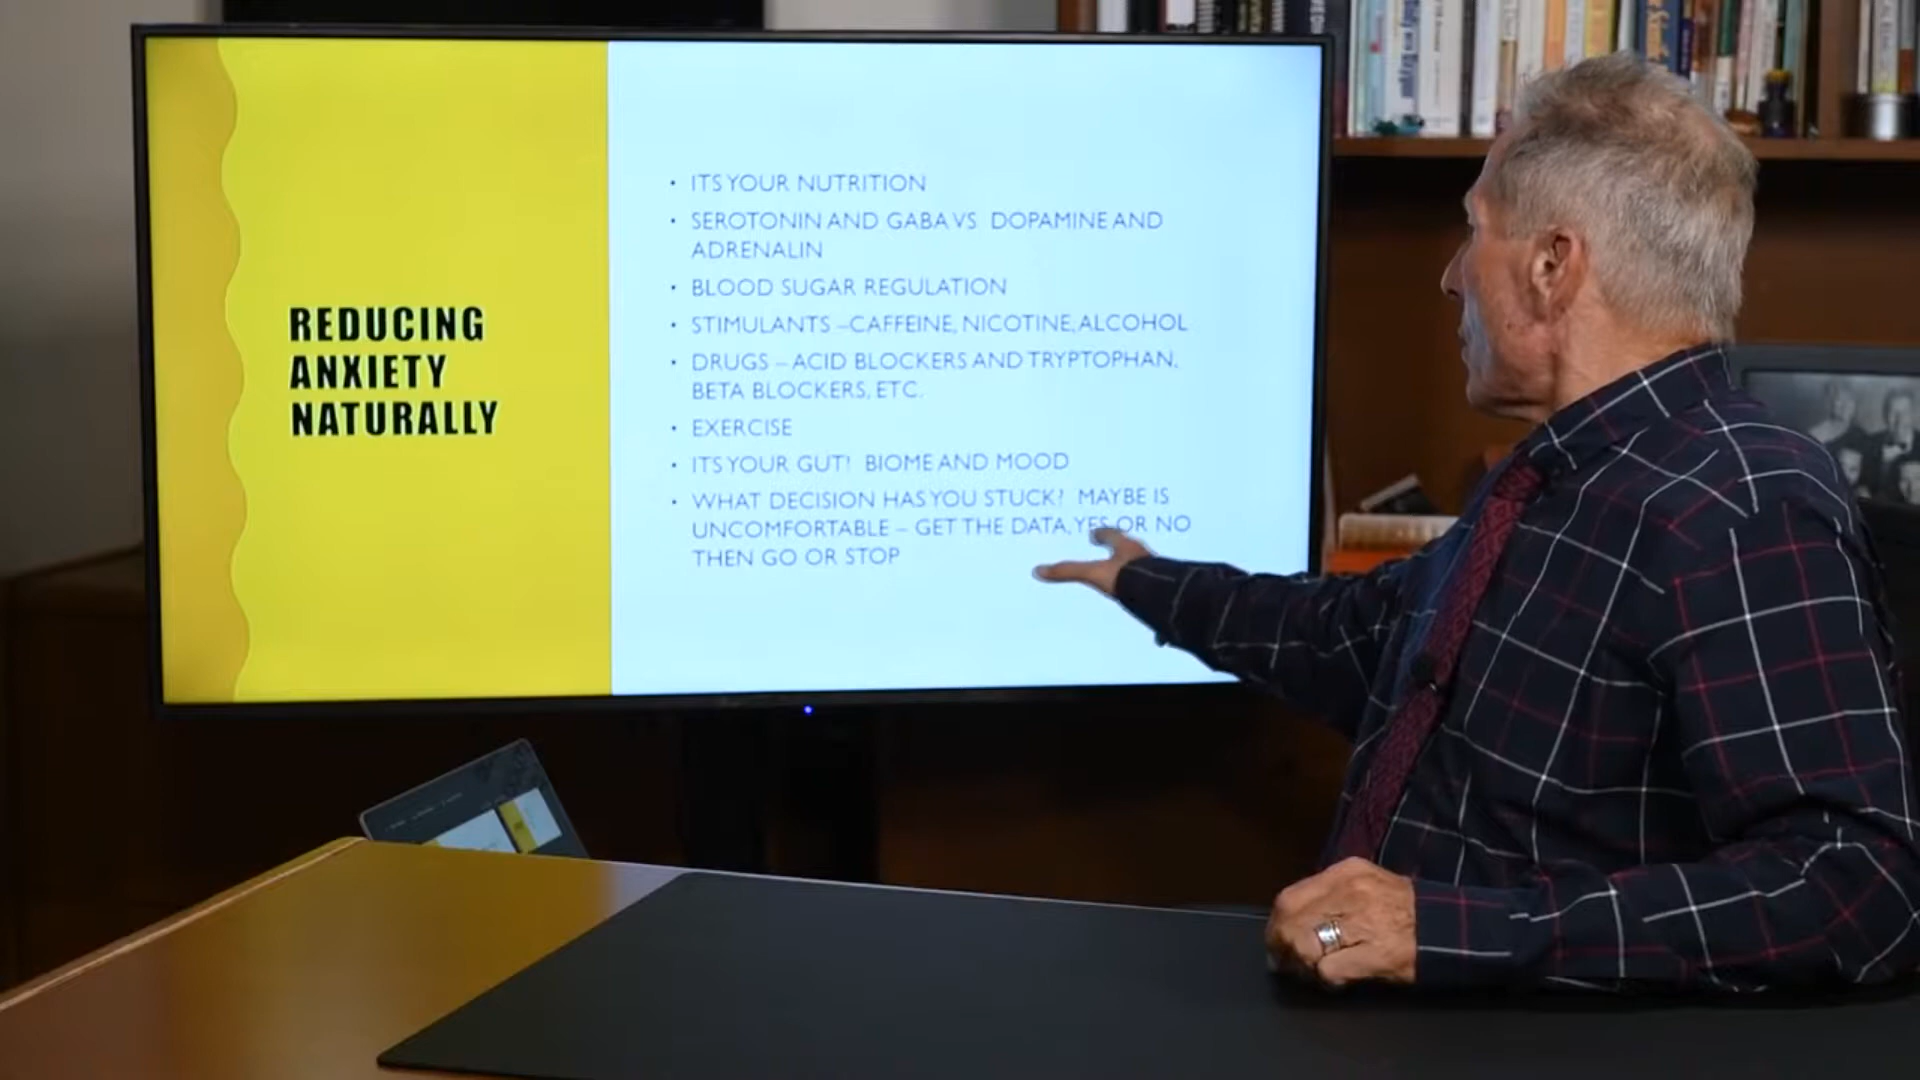 REDUCING
ANXIETY
NATURALLY
• ITS YOUR NUTRITION
• SEROTONIN AND GABA VS DOPAMINE AND
ADRENALIN
• BLOOD SUGAR REGULATION
• STIMULANTS – CAFFEINE, NICOTINE, ALCOHOL
• DRUGS – ACID BLOCKERS AND TRYPTOPHAN,
BETA BLOCKERS, ETC.
• EXERCISE
• ITS YOUR GUT! BIOME AND MOOD
• WHAT DECISION HAS YOU STUCK? MAYBE IS
UNCOMFORTABLE – GET THE DATA, YES OR NO
THEN GO OR STOP